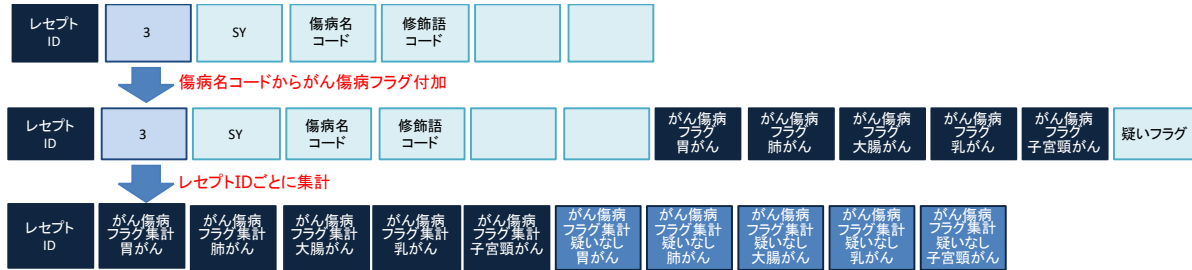 レセプト
ID
3
SY
傷病名
コード
修飾語
コード
傷病名コードからがん傷病フラグ付加
レセプト
ID
3
SY
傷病名
コード
修飾語
コード
がん傷病
フラグ
胃がん
がん傷病
フラグ
肺がん
がん傷病
フラグ
大腸がん
がん傷病
フラグ
乳がん
がん傷病
フラグ
子宮頸がん
疑いフラグ
レセプトIDごとに集計
レセプト
ID
がん傷病
フラグ集計
胃がん
がん傷病
フラグ集計
肺がん
がん傷病
フラグ集計
大腸がん
がん傷病
フラグ集計
乳がん
がん傷病
フラグ集計
子宮頸がん
がん傷病
フラグ集計
疑いなし
胃がん
がん傷病
フラグ集計
疑いなし
肺がん
がん傷病
フラグ集計
疑いなし
大腸がん
がん傷病
フラグ集計
疑いなし
乳がん
がん傷病
フラグ集計
疑いなし
子宮頸がん